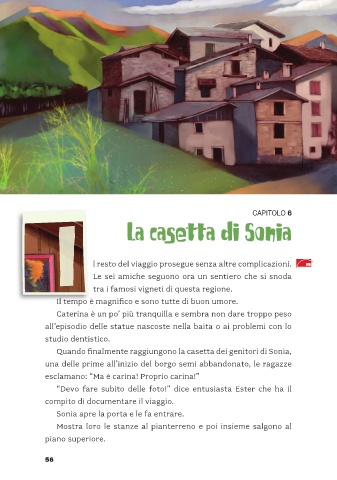 CAPITOLO 6
La casetta di Sonia
Il resto del viaggio prosegue senza altre complicazioni.
Le sei amiche seguono ora un sentiero che si snoda
tra i famosi vigneti di questa regione.
Il tempo è magnifico e sono tutte di buon umore.
Caterina è un po' più tranquilla e sembra non dare troppo peso
all'episodio delle statue nascoste nella baita o ai problemi con lo
studio dentistico.
Quando finalmente raggiungono la casetta dei genitori di Sonia,
una delle prime all'inizio del borgo semi abbandonato, le ragazze
esclamano: "Ma è carina! Proprio carina!"
"Devo fare subito delle foto!" dice entusiasta Ester che ha il
compito di documentare il viaggio.
Sonia apre la porta e le fa entrare.
Mostra loro le stanze al pianterreno e poi insieme salgono al
piano superiore.
56